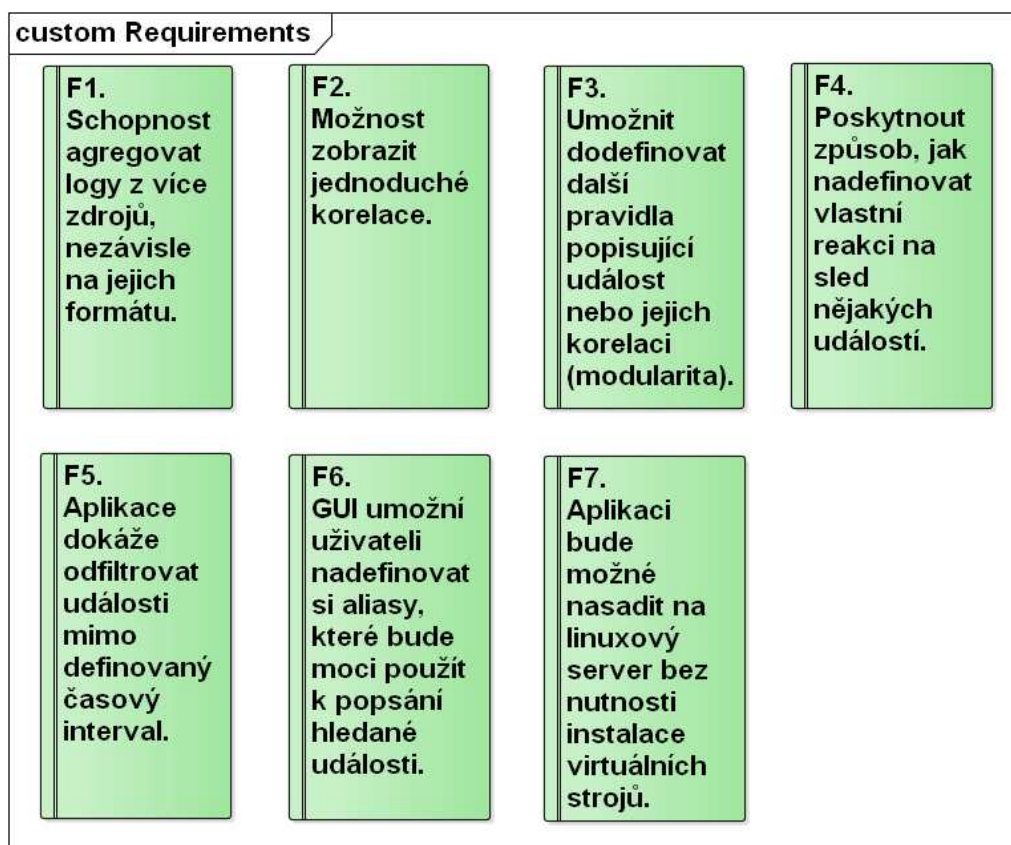 custom Requirements
F1.
Schopnost
agregovat
logy z více
zdrojů,
nezávisle
na jejich
formátu.
F2.
Možnost
zobrazit
jednoduché
korelace.
F3.
Umožnit
dodefinovat
další
pravidla
popisující
událost
nebo jejich
korelaci
(modularita).
F4.
Poskytnout
způsob, jak
nadefinovat
vlastní
reakci na
sled
nějakých
událostí.
F5.
Aplikace
dokáže
odfiltrovat
události
mimo
definovaný
časový
interval.
F6.
GUI umožní
uživateli
nadefinovat
si aliasy,
které bude
moci použít
k popsání
hledané
události.
F7.
Aplikaci
bude
možné
nasadit na
linuxový
server bez
nutnosti
instalace
virtuálních
strojů.